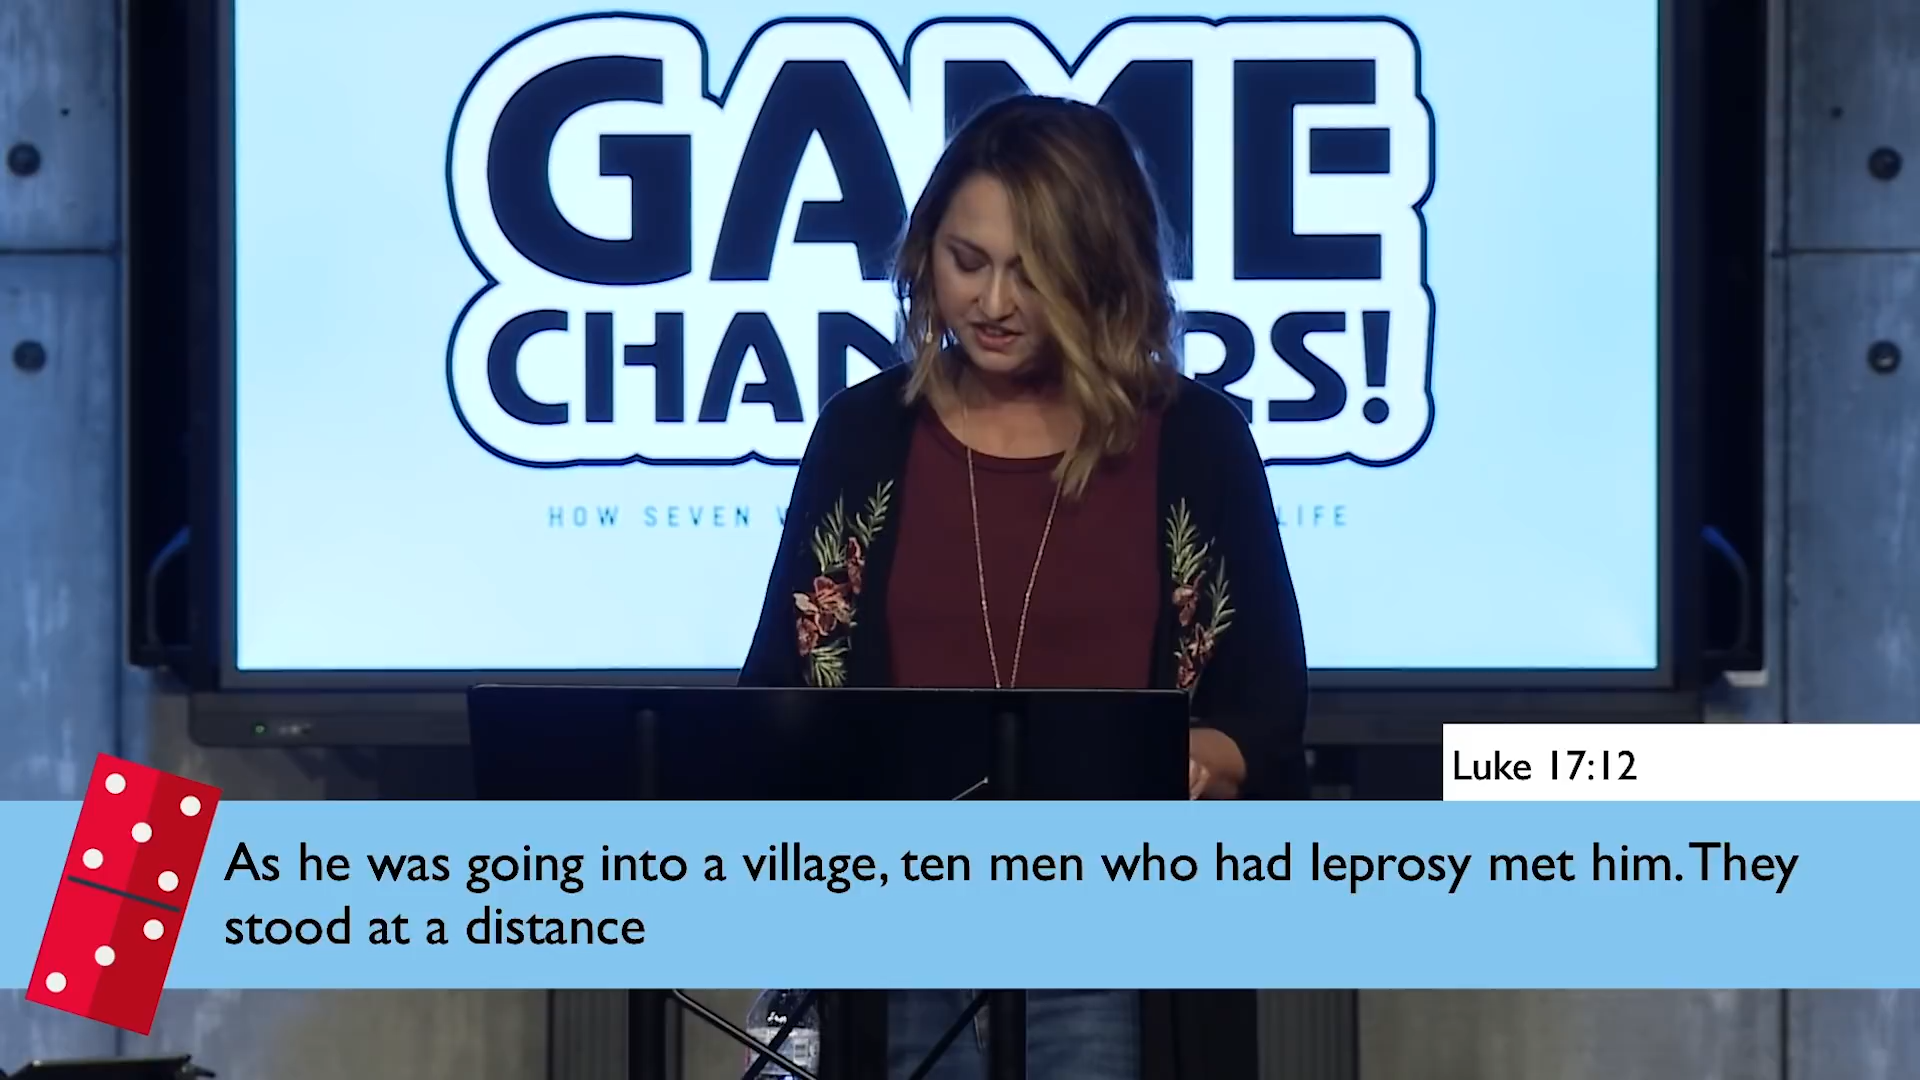 GAME
CHAN RS!
HOW SEVEN LIFE
Luke 17:12
As he was going into a village, ten men who had leprosy met him. They
stood at a distance